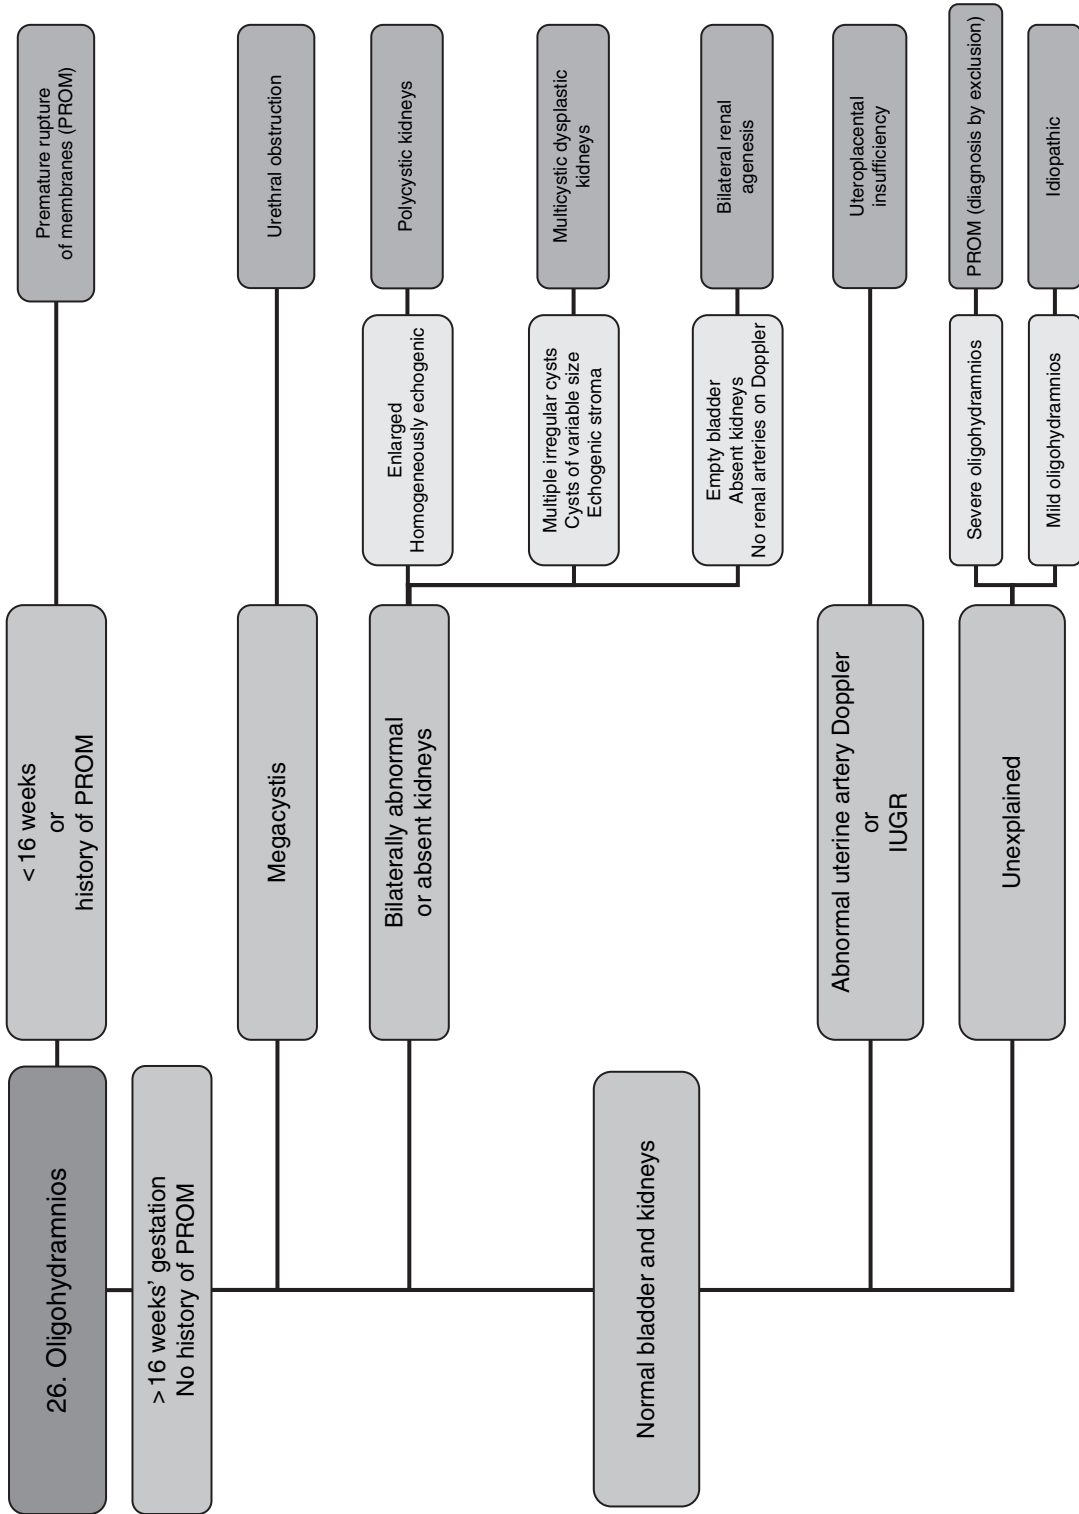 26. Oligohydramnios
< 16 weeks
or
history of PROM
Premature rupture
of membranes (PROM)
> 16 weeks’ gestation
No history of PROM
Megacystis
Urethral obstruction
Bilaterally abnormal
or absent kidneys
Enlarged
Homogeneously echogenic
Polycystic kidneys
Multiple irregular cysts
Cysts of variable size
Echogenic stroma
Multicystic dysplastic
kidneys
Empty bladder
Absent kidneys
No renal arteries on Doppler
Bilateral renal
agenesis
Normal bladder and kidneys
Abnormal uterine artery Doppler
or
IUGR
Uteroplacental
insufficiency
Unexplained
Severe oligohydramnios
PROM (diagnosis by exclusion)
Mild oligohydramnios
Idiopathic